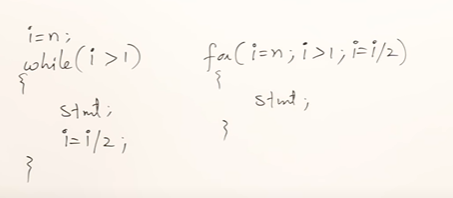 i=n;
while(i>1)
{
stmt;
i=i/2;
}
for(i=n;i>1;i=i/2)
{
stmt;
}